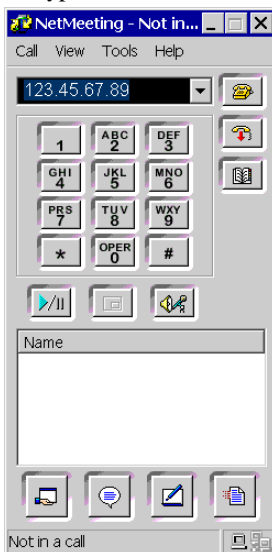 NetMeeting - Not in...
Call View Tools Help
123.45.67.89
1 ABC 2 DEF 3
GHI 4 JKL 5 MNO 6
PRS 7 TUV 8 WXY 9
* OPER 0 #
Name
Not in a call